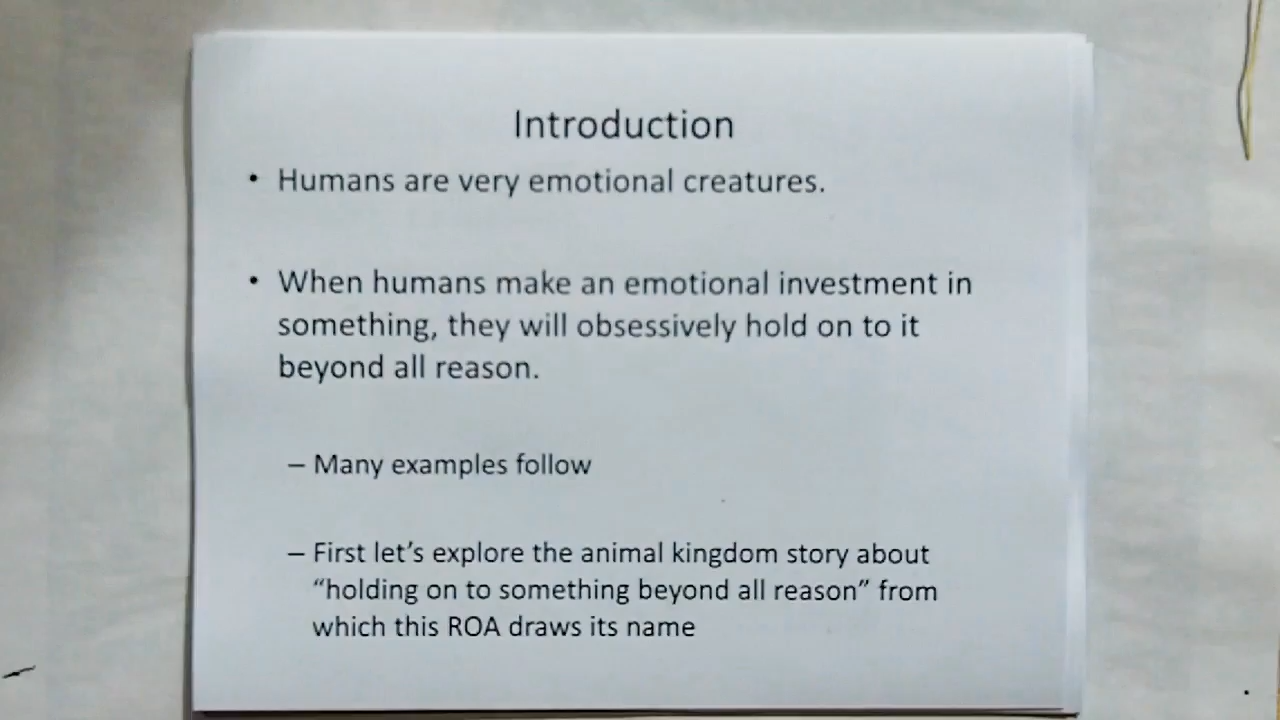 Introduction
• Humans are very emotional creatures.
• When humans make an emotional investment in
something, they will obsessively hold on to it
beyond all reason.
– Many examples follow
– First let’s explore the animal kingdom story about
“holding on to something beyond all reason” from
which this ROA draws its name